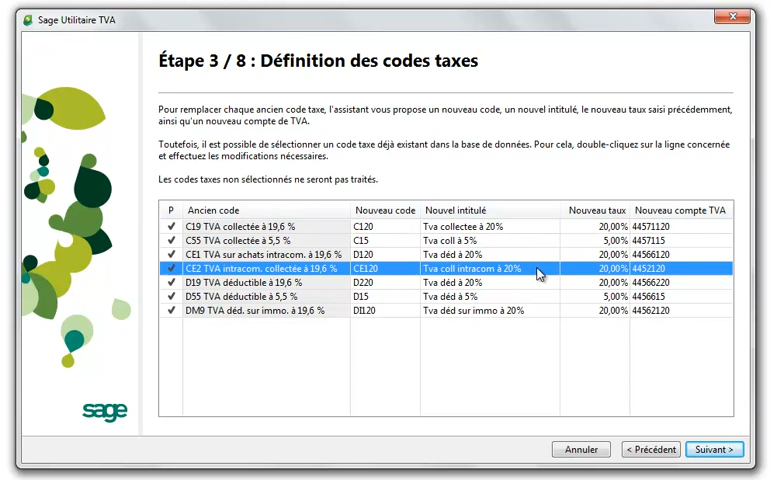 Sage Utilitaire TVA
Étape 3 / 8 : Définition des codes taxes
Pour remplacer chaque ancien code taxe, l'assistant vous propose un nouveau code, un nouvel intitulé, le nouveau taux saisi précédemment,
ainsi qu'un nouveau compte de TVA.
Toutefois, il est possible de sélectionner un code taxe déjà existant dans la base de données. Pour cela, double-cliquez sur la ligne concernée
et effectuez les modifications nécessaires.
Les codes taxes non sélectionnés ne seront pas traités.
P Ancien code Nouveau code Nouvel intitulé Nouveau taux Nouveau compte TVA
C19 TVA collectée à 19,6 % C120 Tva collectee à 20% 20,00% 44571120
C55 TVA collectée à 5,5 % C15 Tva coll à 5% 5,00% 4457115
CE1 TVA sur achats intracom. à 19,6 % D120 Tva déd à 20% 20,00% 44566120
CE2 TVA intracom. collectée à 19,6 % CE120 Tva coll intracom à 20% 20,00% 4452120
D19 TVA déductible à 19,6 % D220 Tva déd à 20% 20,00% 44566220
D55 TVA déductible à 5,5 % D15 Tva déd à 5% 5,00% 4456615
DM9 TVA déd. sur immo. à 19,6 % DI120 Tva déd sur immo à 20% 20,00% 44562120
sage
Annuler < Précédent Suivant >